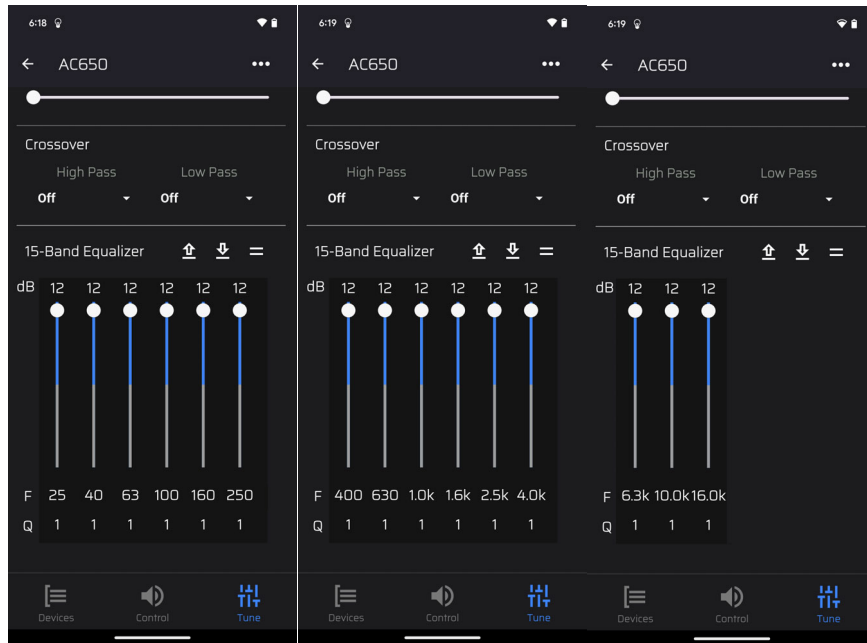 6:18
AC650
Crossover
High Pass Low Pass
Off Off
15-Band Equalizer
dB 12 12 12 12 12 12
F 25 40 63 100 160 250
Q 1 1 1 1 1 1
Devices Control Tune
6:19
AC650
Crossover
High Pass Low Pass
Off Off
15-Band Equalizer
dB 12 12 12 12 12 12
F 400 630 1.0k 1.6k 2.5k 4.0k
Q 1 1 1 1 1 1
Devices Control Tune
6:19
AC650
Crossover
High Pass Low Pass
Off Off
15-Band Equalizer
dB 12 12 12
F 6.3k 10.0k 16.0k
Q 1 1 1
Devices Control Tune